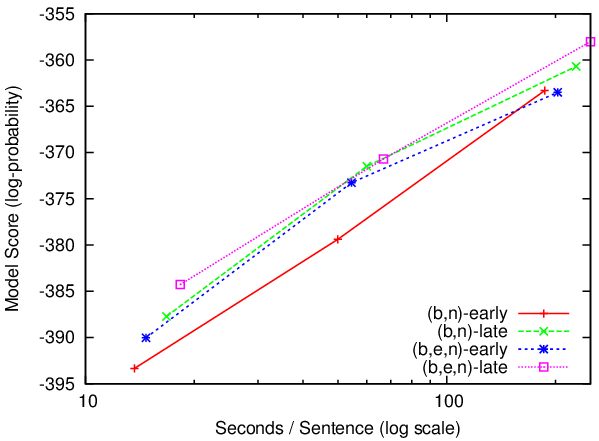 -355
-360
-365
-370
-375
-380
-385
-390
-395
Model Score (log-probability)
(b,n)-early
(b,n)-late
(b,e,n)-early
(b,e,n)-late
10
100
Seconds / Sentence (log scale)